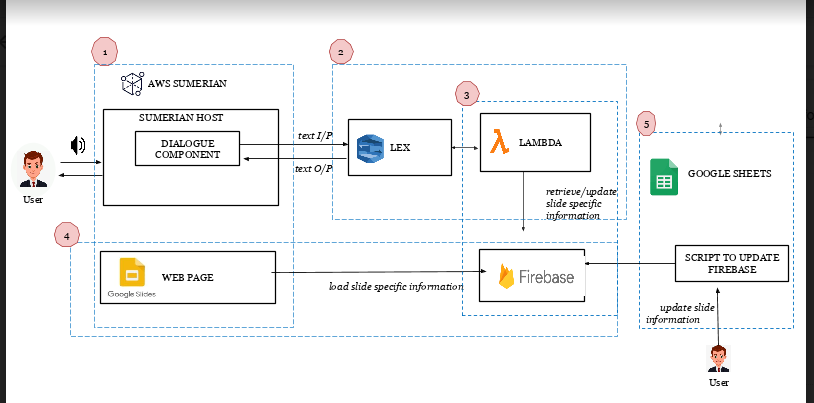 1
2
AWS SUMERIAN
3
SUMERIAN HOST
5
text I/P
DIALOGUE
COMPONENT
LEX
LAMBDA
text O/P
GOOGLE SHEETS
User
retrieve/update
slide specific
information
4
SCRIPT TO UPDATE
FIREBASE
WEB PAGE
Firebase
Google Slides
load slide specific information
update slide
information
User